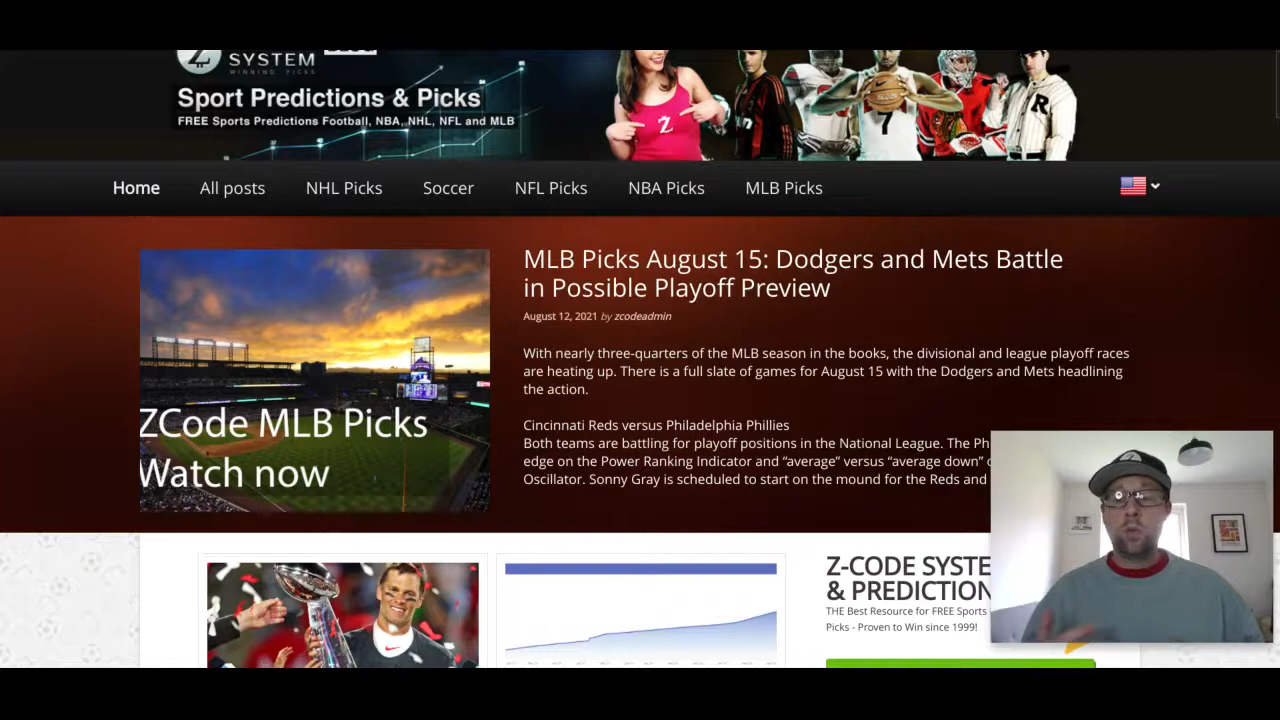 SYSTEM
WINNING PICKS
Sport Predictions & Picks
FREE Sports Predictions Football, NBA, NHL, NFL and MLB
Z
7
R
Home
All posts
NHL Picks
Soccer
NFL Picks
NBA Picks
MLB Picks
MLB Picks August 15: Dodgers and Mets Battle
in Possible Playoff Preview
August 12, 2021 by zcodeadmin
With nearly three-quarters of the MLB season in the books, the divisional and league playoff races
are heating up. There is a full slate of games for August 15 with the Dodgers and Mets headlining
the action.
Cincinnati Reds versus Philadelphia Phillies
Both teams are battling for playoff positions in the National League. The Ph
edge on the Power Ranking Indicator and “average” versus “average down” o
Oscillator. Sonny Gray is scheduled to start on the mound for the Reds and
ZCode MLB Picks
Watch now
Z-CODE SYSTE
& PREDICTION
THE Best Resource for FREE Sports
Picks - Proven to Win since 1999!